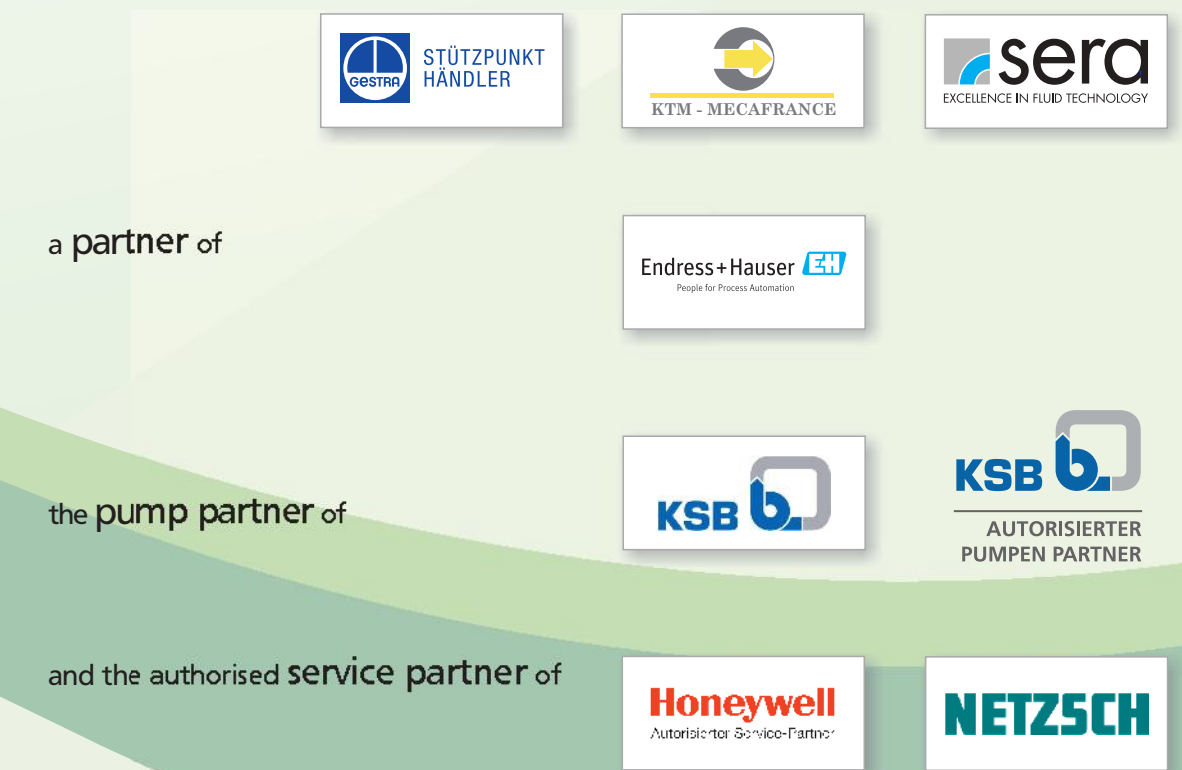 GESTRA
STÜTZPUNKT
HÄNDLER
KTM - MECAFRANCE
sera
EXCELLENCE IN FLUID TECHNOLOGY
a partner of
Endress+Hauser EH
People for Process Automation
the pump partner of
KSB b
KSB b
AUTORISIERTER
PUMPEN PARTNER
and the authorised service partner of
Honeywell
Autorisierter Service-Partner
NETZSCH